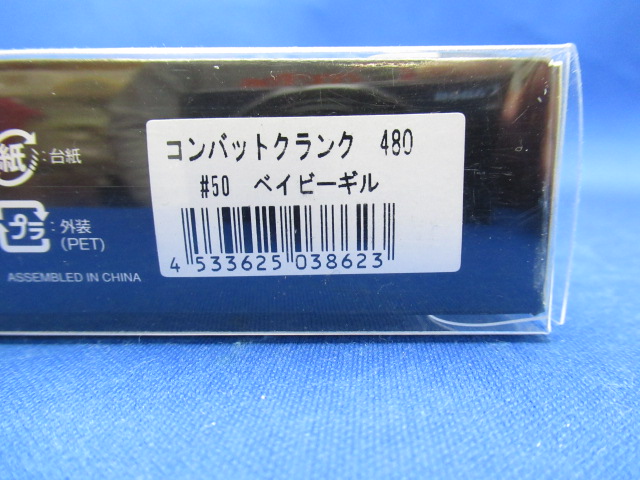 紙
:台紙
プラ
:外装
(PET)
ASSEMBLED IN CHINA
コンバットクランク 480
#50 ベイビーギル
4 533625 038623